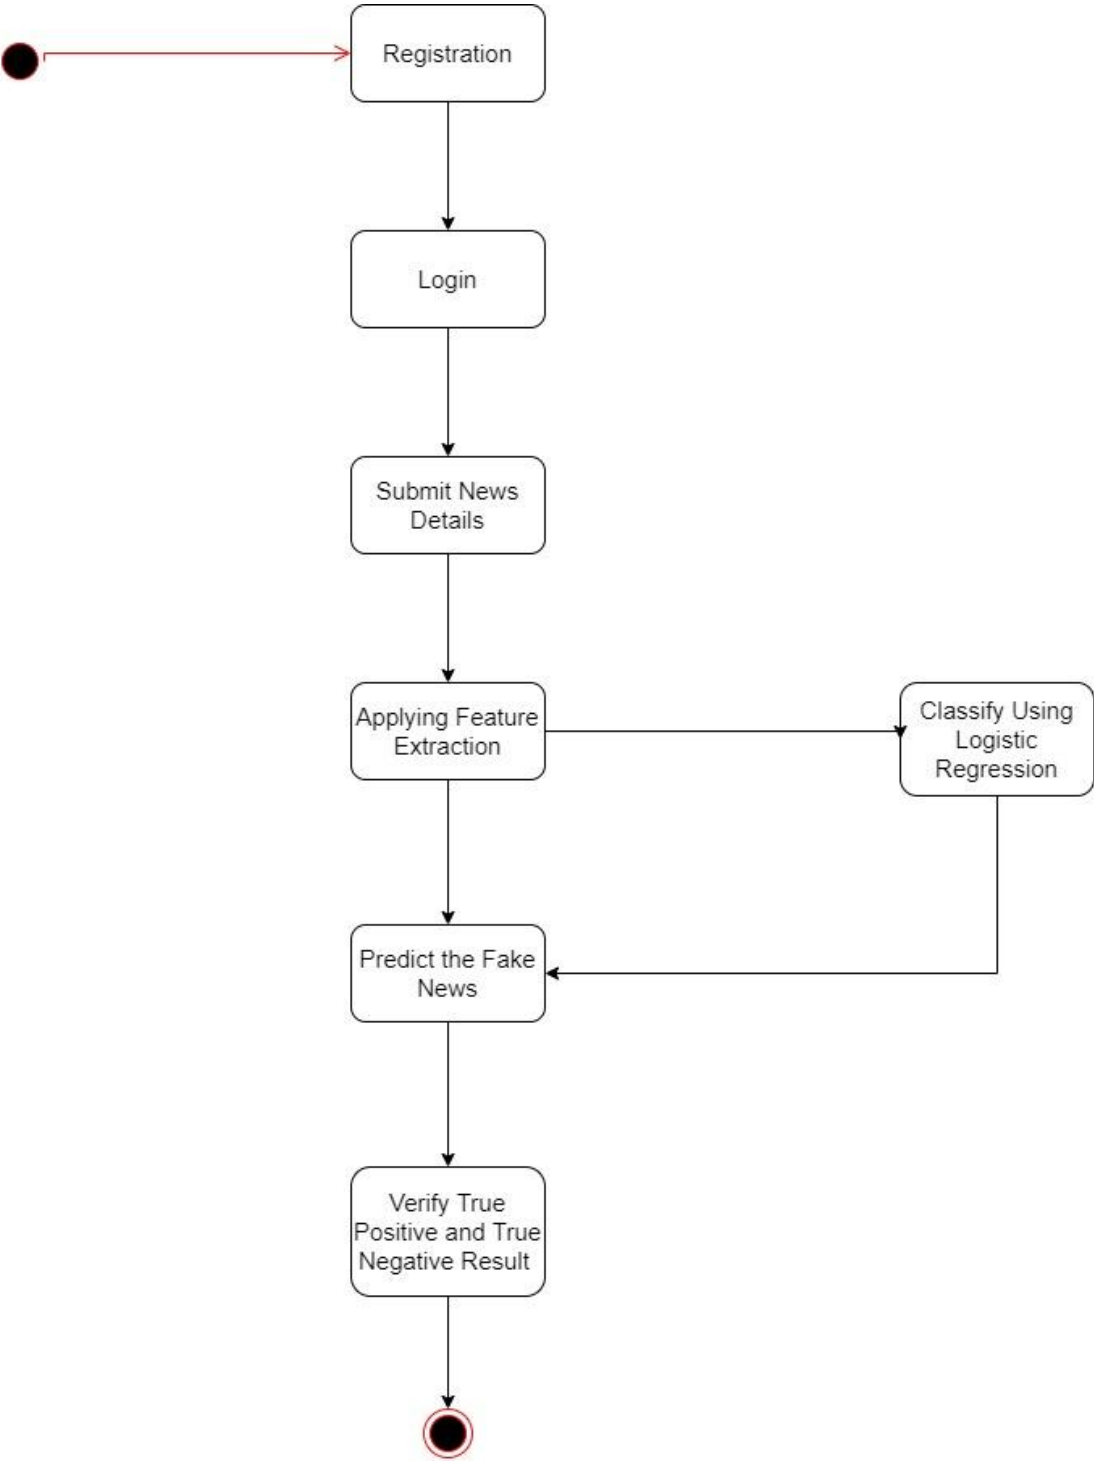 Registration
Login
Submit News
Details
Applying Feature
Extraction
Classify Using
Logistic
Regression
Predict the Fake
News
Verify True
Positive and True
Negative Result